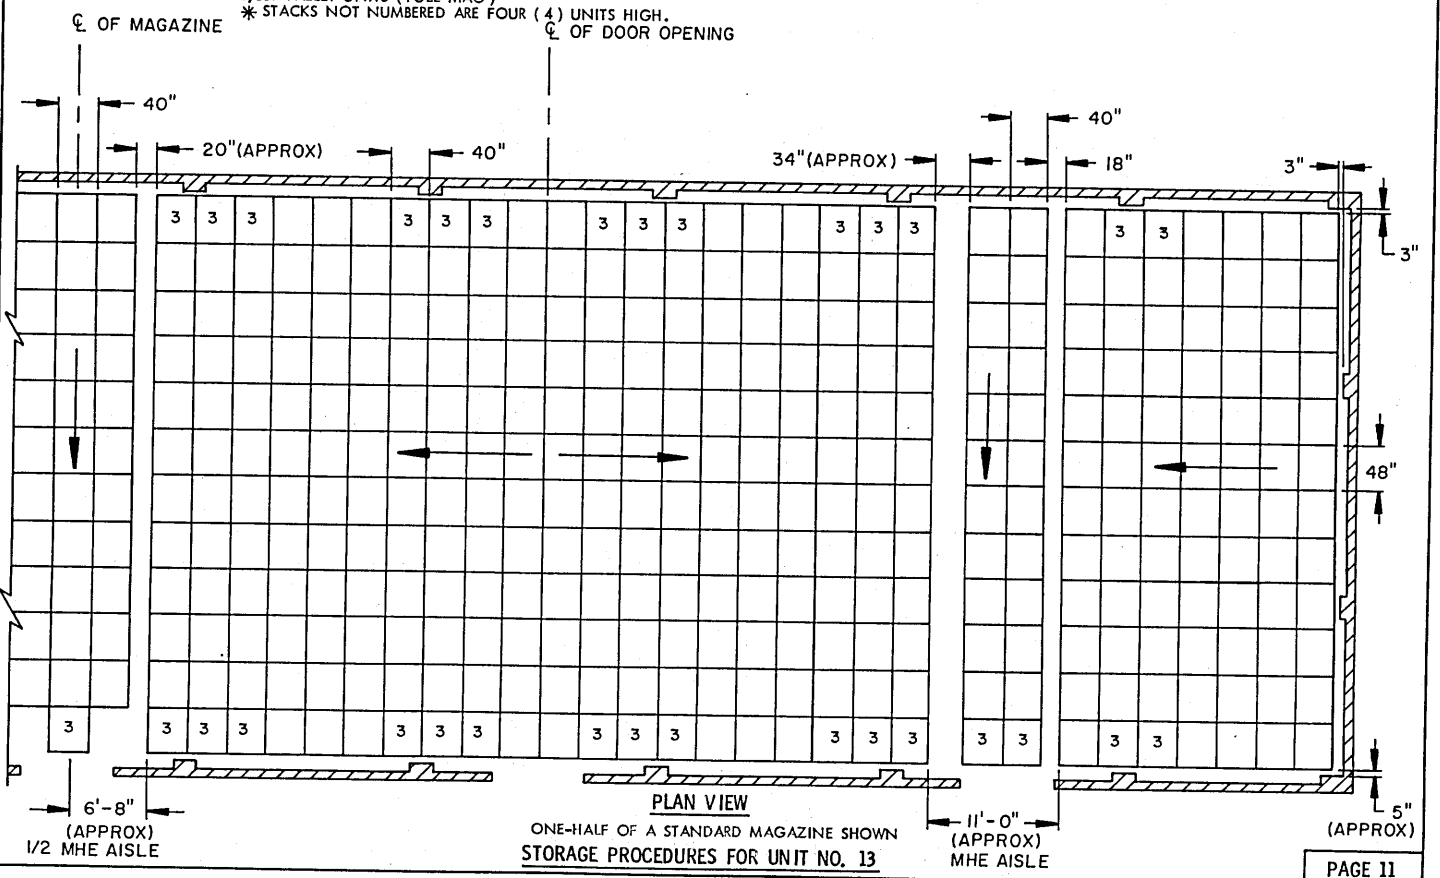 * STACKS NOT NUMBERED ARE FOUR (4) UNITS HIGH.
℄ OF MAGAZINE
℄ OF DOOR OPENING
40"
20"(APPROX)
40"
34"(APPROX)
40"
18"
3"
3"
3 3 3 3 3 3 3 3 3 3 3 3 3 3
48"
3
3 3 3 3 3 3 3 3 3 3 3 3 3 3 3 3
6'-8"
(APPROX)
1/2 MHE AISLE
PLAN VIEW
ONE-HALF OF A STANDARD MAGAZINE SHOWN
STORAGE PROCEDURES FOR UNIT NO. 13
11'-0"
(APPROX)
MHE AISLE
5"
(APPROX)
PAGE 11